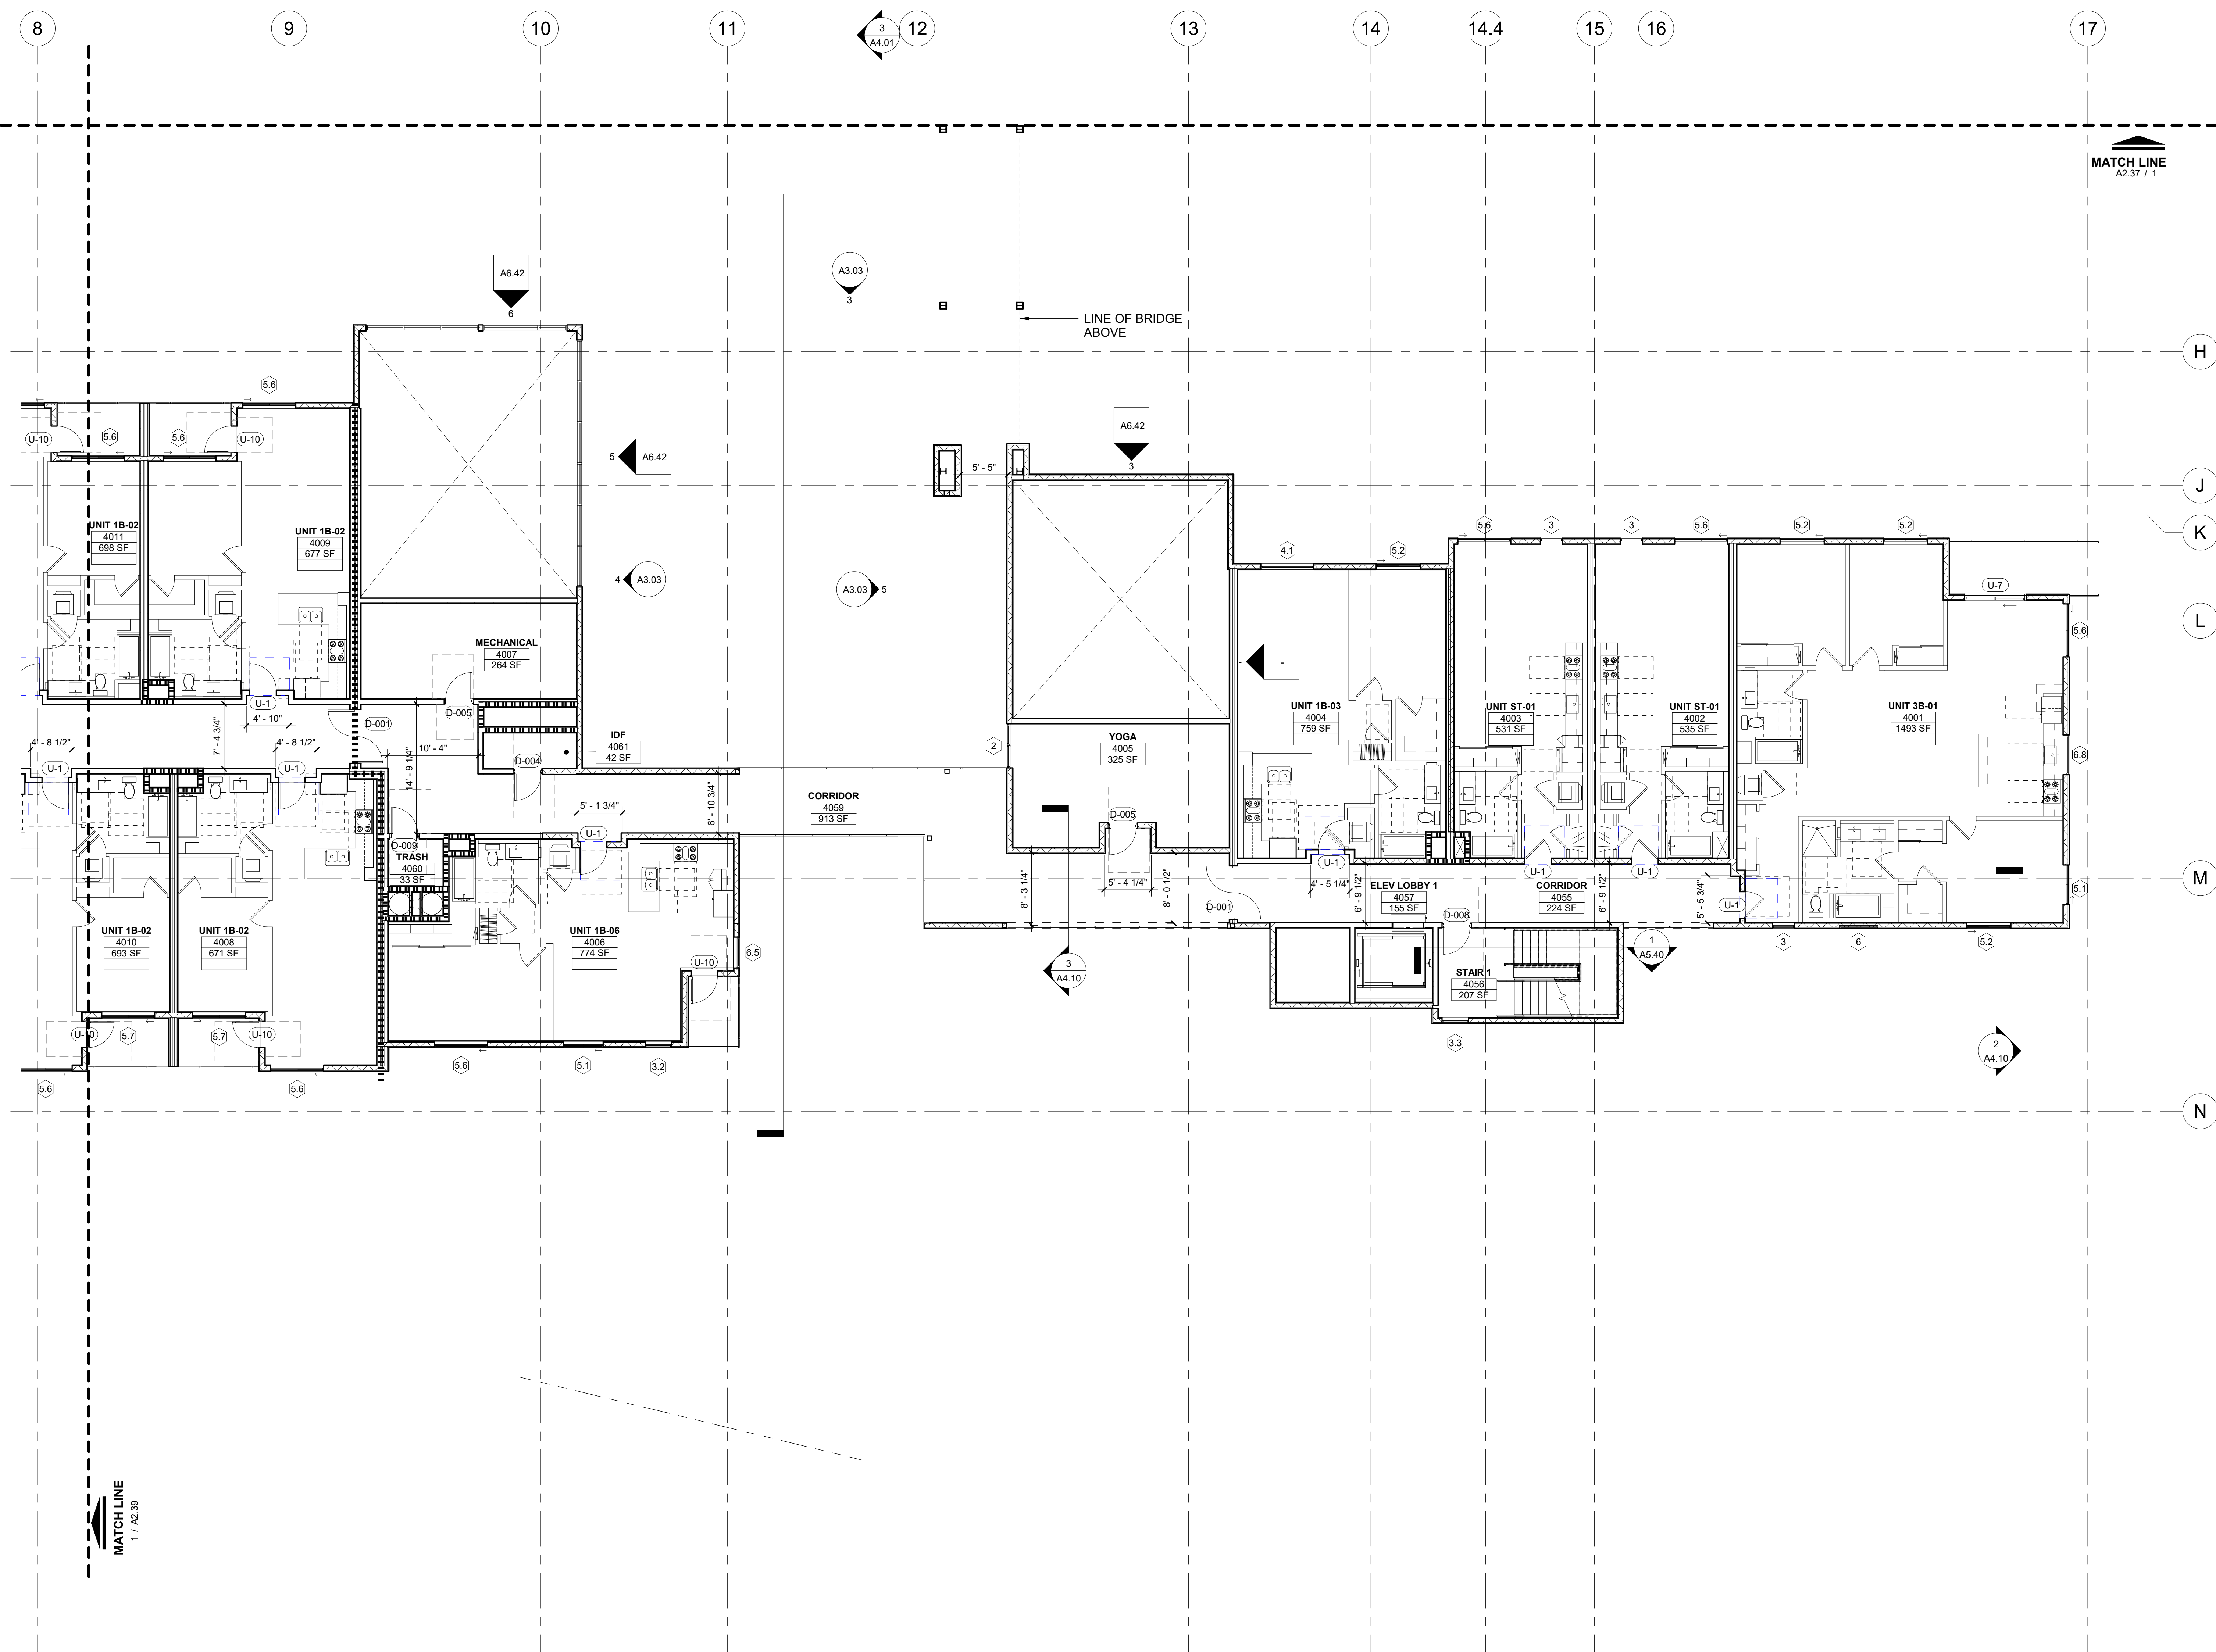 8
9
10
11
12
13
14
14.4
15
16
17
3
A4.01
MATCH LINE
A2.37 / 1
A6.42
6
A3.03
3
LINE OF BRIDGE
ABOVE
H
5.6
A6.42
3
U-10
5.6
5.6
U-10
5
A6.42
5' - 5"
J
K
UNIT 1B-02
4011
698 SF
UNIT 1B-02
4009
677 SF
5.6
3
3
5.6
5.2
5.2
4.1
5.2
4
A3.03
A3.03
5
U-7
L
5.6
MECHANICAL
4007
264 SF
-
-
U-1
4' - 10"
D-001
D-005
7' - 4 3/4"
14' - 9 1/4"
10' - 4"
IDF
4061
42 SF
D-004
2
YOGA
4005
325 SF
UNIT 1B-03
4004
759 SF
UNIT ST-01
4003
531 SF
UNIT ST-01
4002
535 SF
UNIT 3B-01
4001
1493 SF
6.8
4' - 8 1/2"
U-1
4' - 8 1/2"
U-1
5' - 1 3/4"
U-1
6' - 10 3/4"
CORRIDOR
4059
913 SF
D-005
D-009
TRASH
4060
33 SF
U-1
U-1
U-1
M
8' - 3 1/4"
5' - 4 1/4"
8' - 0 1/2"
D-001
4' - 5 1/4"
6' - 9 1/2"
ELEV LOBBY 1
4057
155 SF
D-008
CORRIDOR
4055
224 SF
6' - 9 1/2"
5' - 5 3/4"
U-1
5.1
UNIT 1B-02
4010
693 SF
UNIT 1B-02
4008
671 SF
UNIT 1B-06
4006
774 SF
6.5
U-10
3
A4.10
STAIR 1
4056
207 SF
1
A5.40
3
6
5.2
U-10
5.7
5.7
U-10
5.6
5.1
3.2
3.3
2
A4.10
5.6
5.6
N
MATCH LINE
1 / A2.39